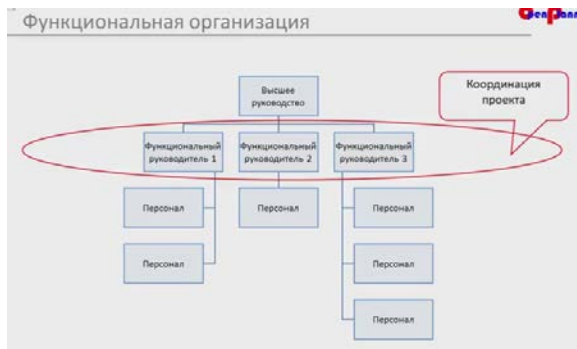 Функциональная организация
Координация
проекта
Высшее
руководство
Функциональный
руководитель 1
Функциональный
руководитель 2
Функциональный
руководитель 3
Персонал
Персонал
Персонал
Персонал
Персонал
Персонал